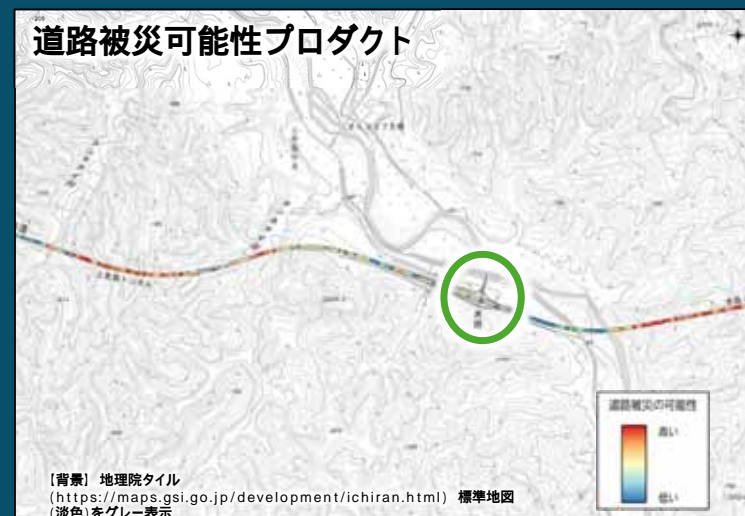 道路被災可能性プロダクト
道路被災の可能性
高い
低い
【背景】 地理院タイル
(https://maps.gsi.go.jp/development/ichiran.html) 標準地図
(淡色)をグレー表示